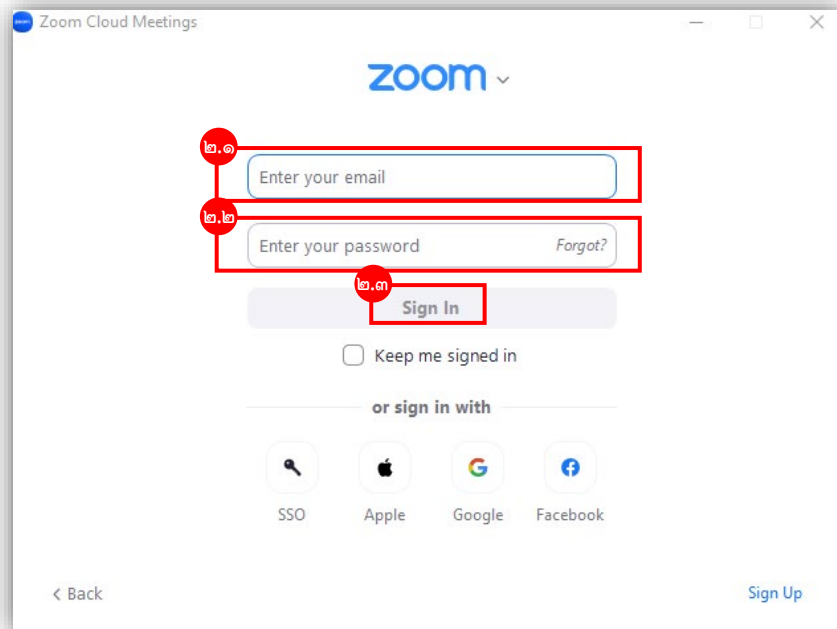 zoom Zoom Cloud Meetings
zoom
๒.๑
Enter your email
๒.๒
Enter your password Forgot?
๒.๓
Sign In
Keep me signed in
or sign in with
SSO Apple Google Facebook
< Back Sign Up